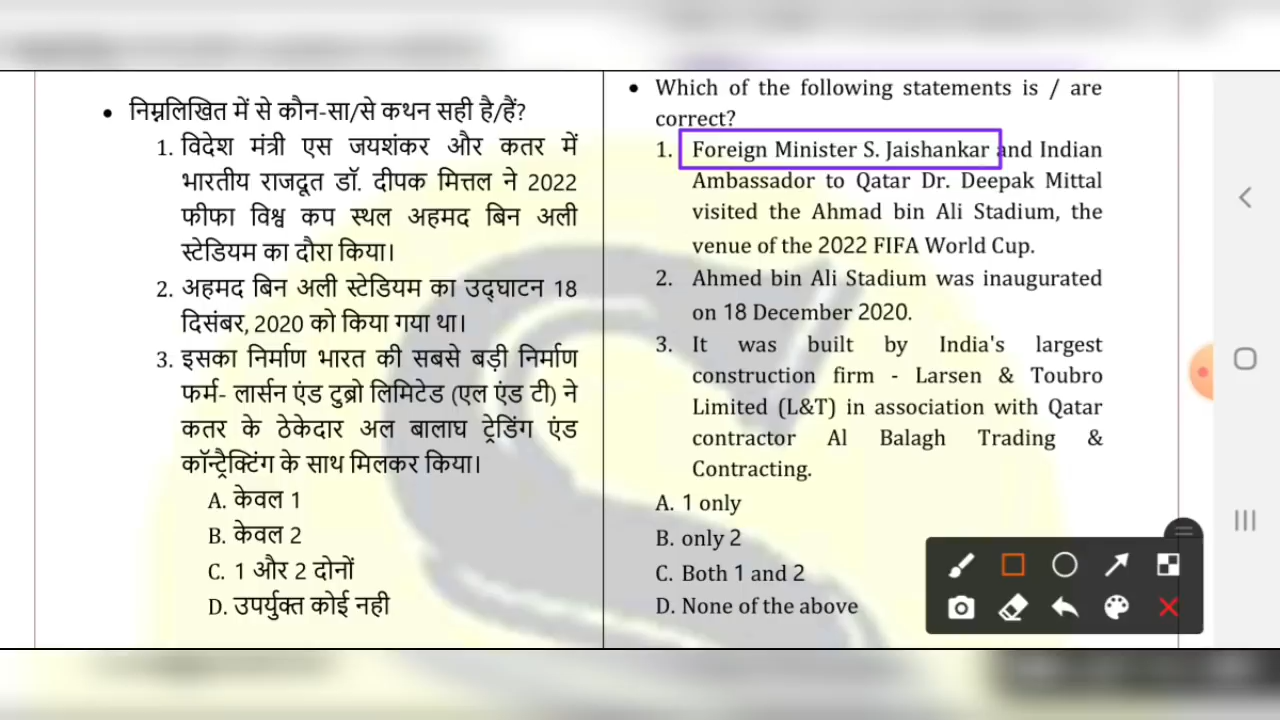 • निम्नलिखित में से कौन-सा/से कथन सही है/हैं?
1. विदेश मंत्री एस जयशंकर और कतर में
भारतीय राजदूत डॉ. दीपक मित्तल ने 2022
फीफा विश्व कप स्थल अहमद बिन अली
स्टेडियम का दौरा किया।
2. अहमद बिन अली स्टेडियम का उद्घाटन 18
दिसंबर, 2020 को किया गया था।
3. इसका निर्माण भारत की सबसे बड़ी निर्माण
फर्म- लार्सन एंड टुब्रो लिमिटेड (एल एंड टी) ने
कतर के ठेकेदार अल बालाघ ट्रेडिंग एंड
कॉन्ट्रैक्टिंग के साथ मिलकर किया।
A. केवल 1
B. केवल 2
C. 1 और 2 दोनों
D. उपर्युक्त कोई नही
• Which of the following statements is / are
correct?
1. Foreign Minister S. Jaishankar and Indian
Ambassador to Qatar Dr. Deepak Mittal
visited the Ahmad bin Ali Stadium, the
venue of the 2022 FIFA World Cup.
2. Ahmed bin Ali Stadium was inaugurated
on 18 December 2020.
3. It was built by India's largest
construction firm - Larsen & Toubro
Limited (L&T) in association with Qatar
contractor Al Balagh Trading &
Contracting.
A. 1 only
B. only 2
C. Both 1 and 2
D. None of the above